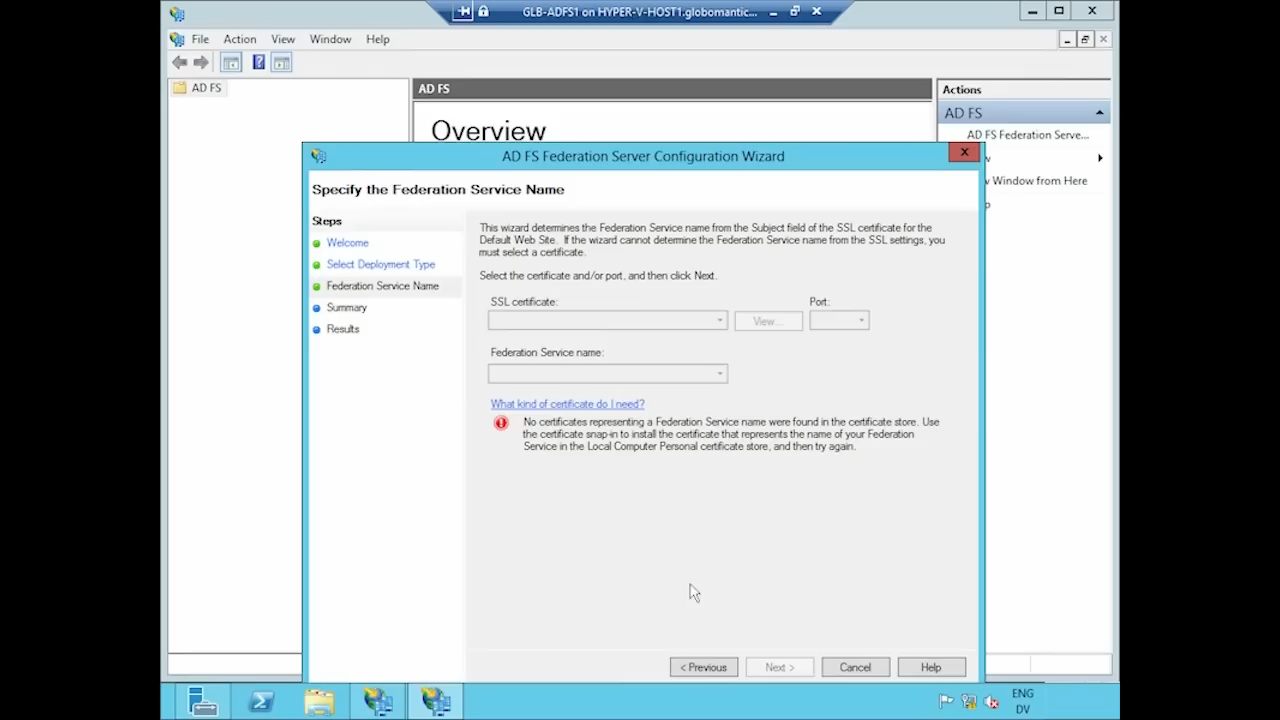 GLB-ADFS1 on HYPER-V-HOST1.globomantic...
File Action View Window Help
AD FS
AD FS
Overview
Actions
AD FS
AD FS Federation Serve...
w
w Window from Here
p
AD FS Federation Server Configuration Wizard
Specify the Federation Service Name
Steps
Welcome
Select Deployment Type
Federation Service Name
Summary
Results
This wizard determines the Federation Service name from the Subject field of the SSL certificate for the
Default Web Site. If the wizard cannot determine the Federation Service name from the SSL settings, you
must select a certificate.
Select the certificate and/or port, and then click Next.
SSL certificate:
Port:
View...
Federation Service name:
What kind of certificate do I need?
No certificates representing a Federation Service name were found in the certificate store. Use
the certificate snap-in to install the certificate that represents the name of your Federation
Service in the Local Computer Personal certificate store, and then try again.
< Previous Next > Cancel Help
ENG
DV